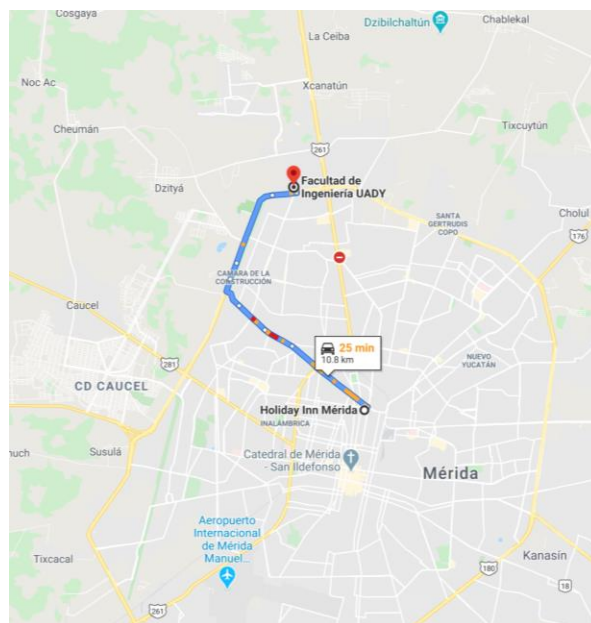 Cosgaya
Dzibilchaltún
Chablekal
La Ceiba
Noc Ac
Xcanatún
Cheumán
Tixcuytún
261
Dzityá
Facultad de
Ingeniería UADY
SANTA
GERTRUDIS
COPO
Cholul
176
CAMARA DE LA
CONSTRUCCIÓN
Caucel
25 min
10.8 km
NUEVO
YUCATÁN
281
CD CAUCEL
Holiday Inn Mérida
INALÁMBRICA
Susulá
Catedral de Mérida
- San Ildefonso
Mérida
Aeropuerto
Internacional
de Mérida
Manuel...
Tixcacal
Kanasín
180
18
261